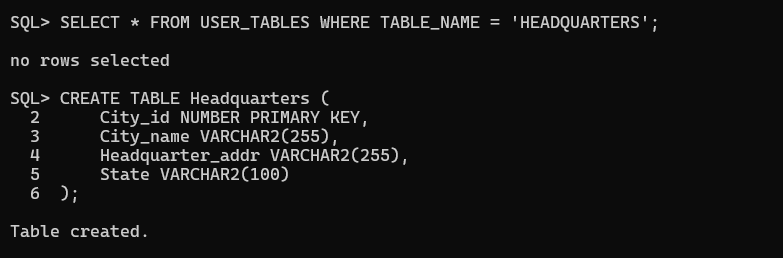 SQL> SELECT * FROM USER_TABLES WHERE TABLE_NAME = 'HEADQUARTERS';
no rows selected
SQL> CREATE TABLE Headquarters (
  2      City_id NUMBER PRIMARY KEY,
  3      City_name VARCHAR2(255),
  4      Headquarter_addr VARCHAR2(255),
  5      State VARCHAR2(100)
  6  );
Table created.